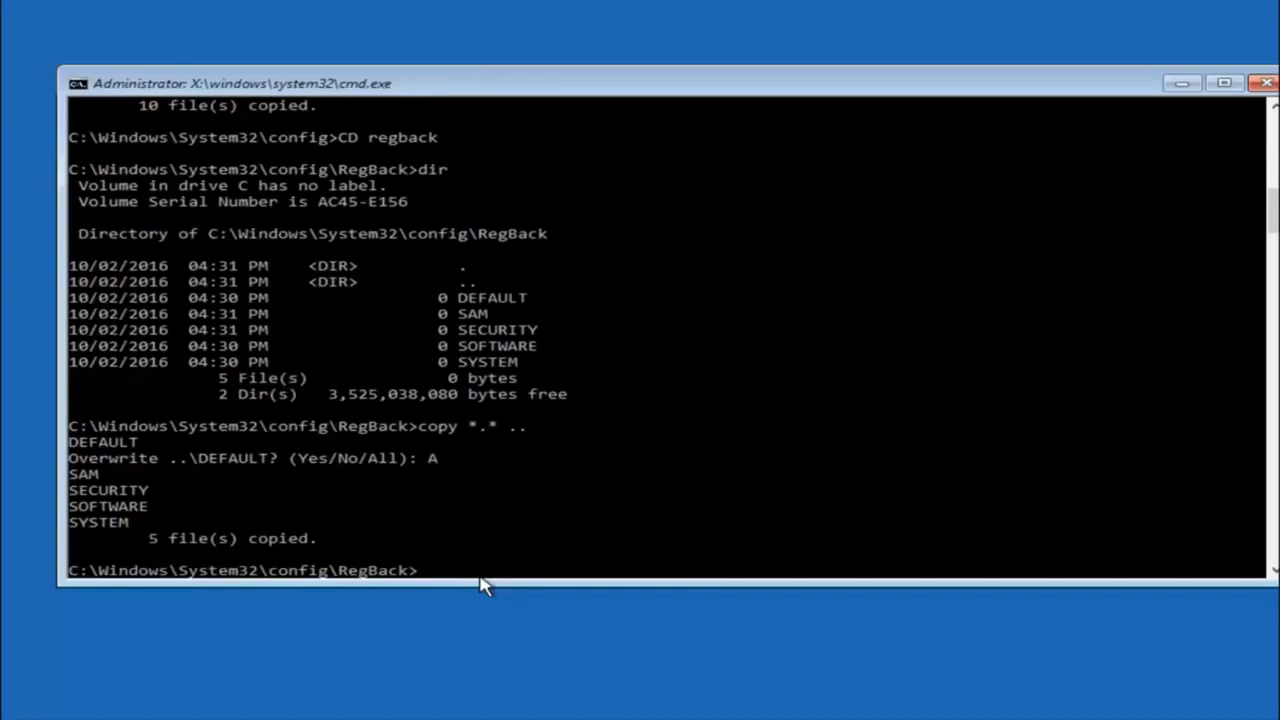 Administrator: X:\windows\system32\cmd.exe
10 file(s) copied.
C:\Windows\System32\config>CD regback
C:\Windows\System32\config\RegBack>dir
Volume in drive C has no label.
Volume Serial Number is AC45-E156
Directory of C:\Windows\System32\config\RegBack
10/02/2016  04:31 PM    <DIR>          .
10/02/2016  04:31 PM    <DIR>          ..
10/02/2016  04:30 PM                 0 DEFAULT
10/02/2016  04:31 PM                 0 SAM
10/02/2016  04:31 PM                 0 SECURITY
10/02/2016  04:30 PM                 0 SOFTWARE
10/02/2016  04:30 PM                 0 SYSTEM
5 File(s)              0 bytes
2 Dir(s)   3,525,038,080 bytes free
C:\Windows\System32\config\RegBack>copy *.* ..
DEFAULT
Overwrite ..\DEFAULT? (Yes/No/All): A
SAM
SECURITY
SOFTWARE
SYSTEM
5 file(s) copied.
C:\Windows\System32\config\RegBack>